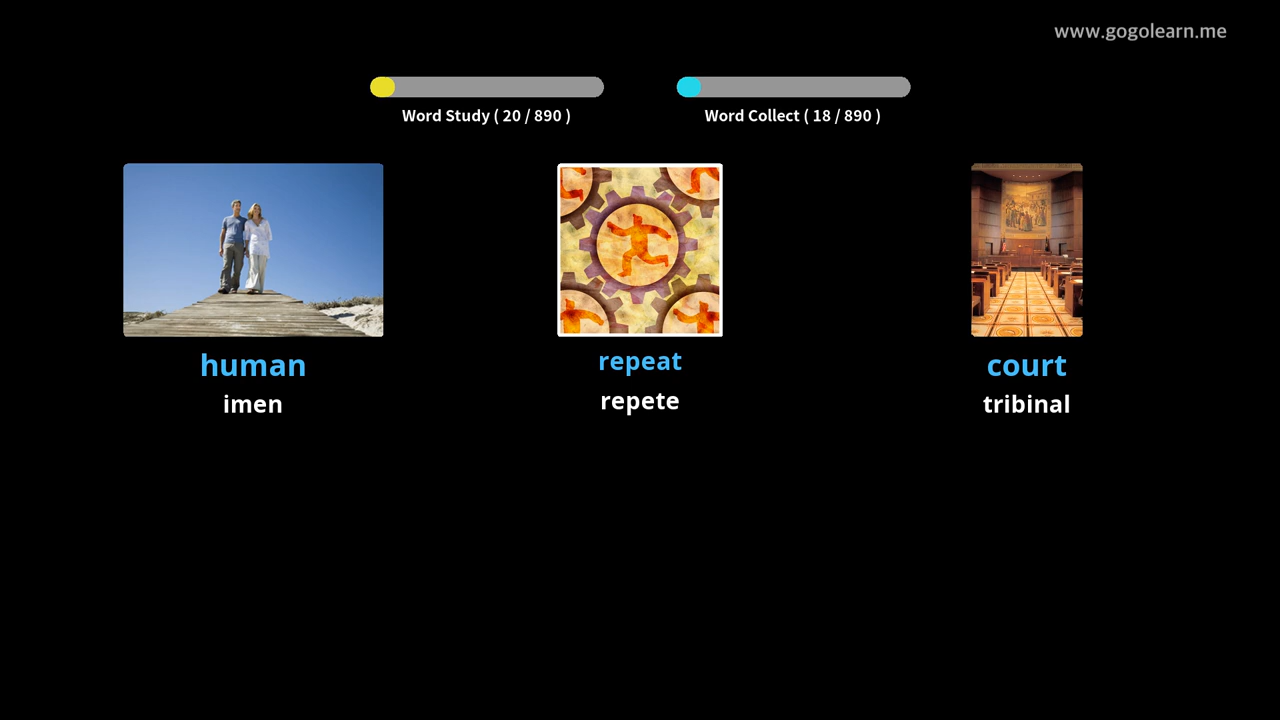 www.gogolearn.me
Word Study ( 20 / 890 )
Word Collect ( 18 / 890 )
human
imen
repeat
repete
court
tribinal